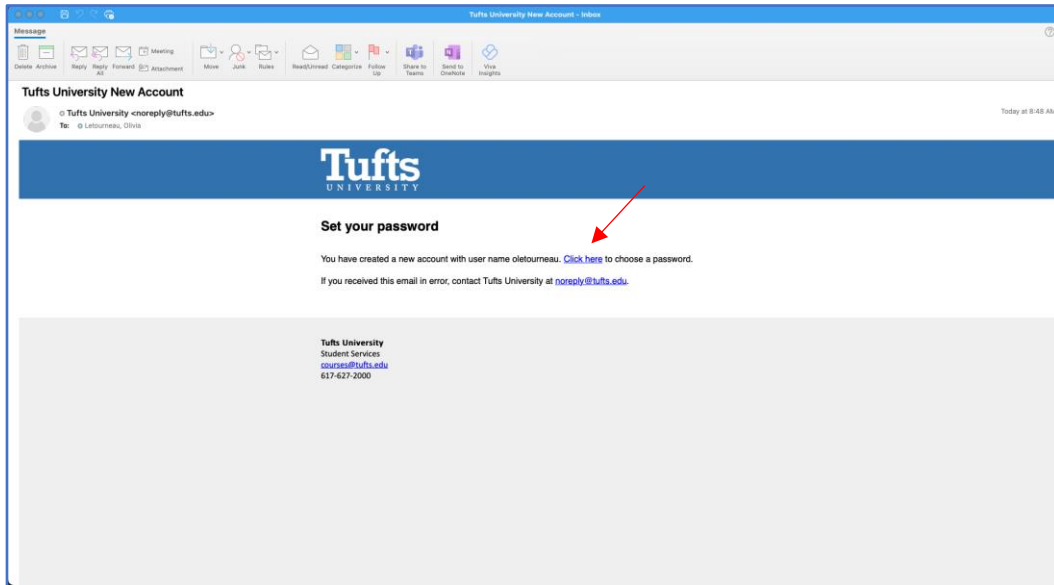 Tufts University New Account - Inbox
Message
Delete Archive Reply Reply All Forward Meeting Attachment Move Junk Rules Read/Unread Categorize Follow Up Share to Teams Send to OneNote Viva Insights
Tufts University New Account
Tufts University <noreply@tufts.edu>
Today at 8:48 AM
To: Letourneau, Olivia
Tufts
UNIVERSITY
Set your password
You have created a new account with user name oletourneau. Click here to choose a password.
If you received this email in error, contact Tufts University at noreply@tufts.edu.
Tufts University
Student Services
courses@tufts.edu
617-627-2000